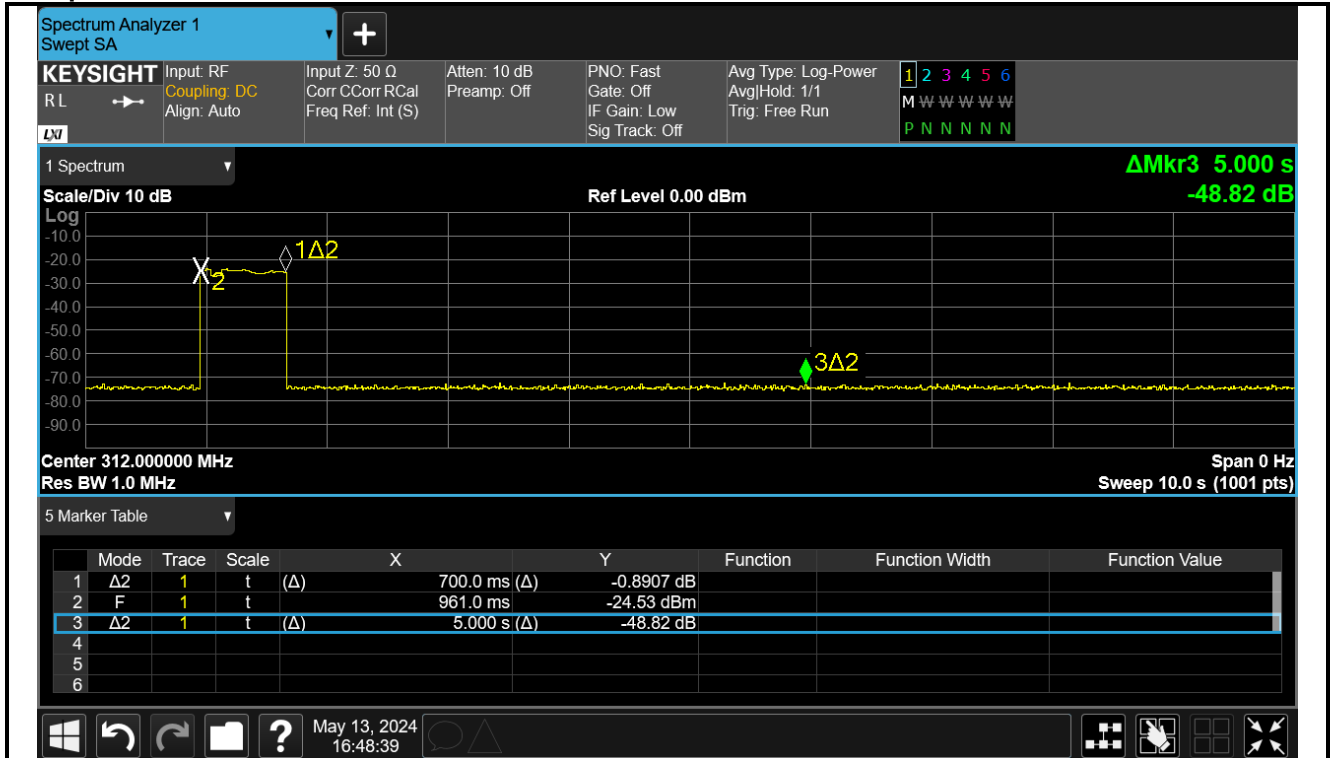 Spectrum Analyzer 1
Swept SA
KEYSIGHT
RL
LXI
Input: RF
Coupling: DC
Align: Auto
Input Z: 50 Ω
Corr CCorr RCal
Freq Ref: Int (S)
Atten: 10 dB
Preamp: Off
PNO: Fast
Gate: Off
IF Gain: Low
Sig Track: Off
Avg Type: Log-Power
Avg|Hold: 1/1
Trig: Free Run
1 2 3 4 5 6
M W W W W W
P N N N N N
1 Spectrum
ΔMkr3 5.000 s
Scale/Div 10 dB
Ref Level 0.00 dBm
-48.82 dB
Log
-10.0
-20.0
-30.0
-40.0
-50.0
-60.0
-70.0
-80.0
-90.0
1Δ2
2
3Δ2
Center 312.000000 MHz
Span 0 Hz
Res BW 1.0 MHz
Sweep 10.0 s (1001 pts)
5 Marker Table
Mode Trace Scale X Y Function Function Width Function Value
1 Δ2 1 t (Δ) 700.0 ms (Δ) -0.8907 dB
2 F 1 t 961.0 ms -24.53 dBm
3 Δ2 1 t (Δ) 5.000 s (Δ) -48.82 dB
4
5
6
?
May 13, 2024
16:48:39